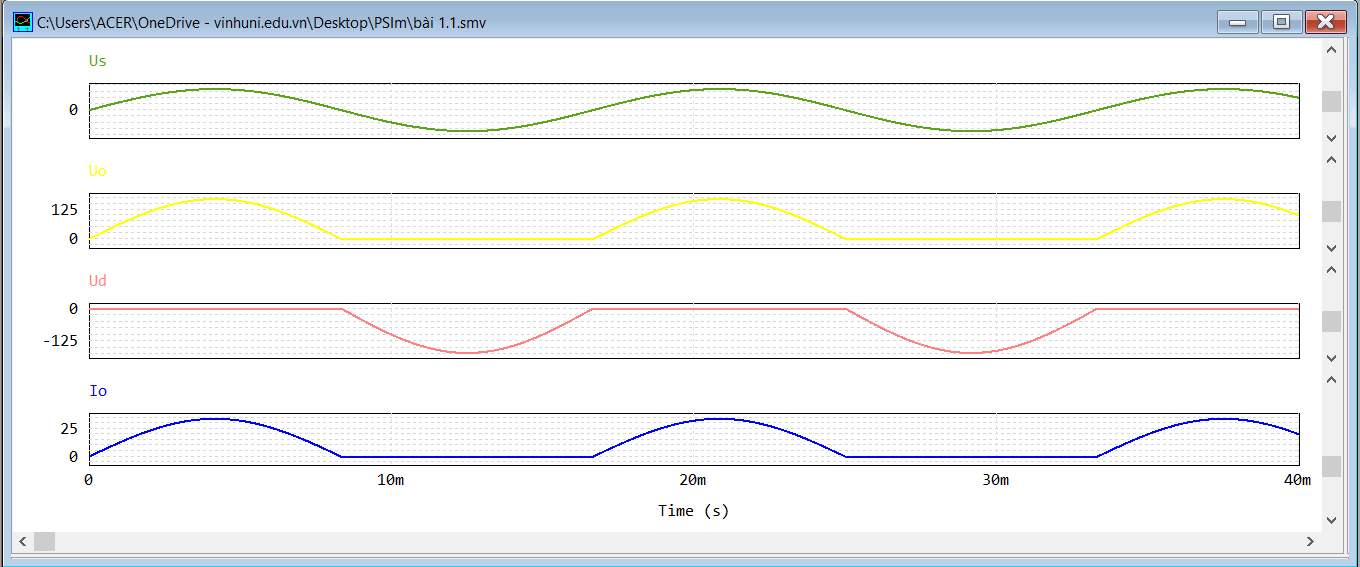 C:\Users\ACER\OneDrive - vinhuni.edu.vn\Desktop\PSIm\bài 1.1.smv
Us
0
Uo
125
0
Ud
0
-125
Io
25
0
0 10m 20m 30m 40m
Time (s)